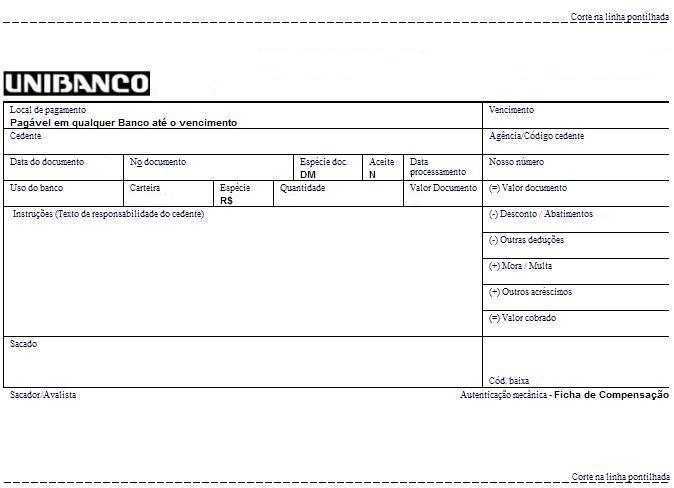 Corte na linha pontilhada
UNIBANCO
Local de pagamento
Pagável em qualquer Banco até o vencimento
Vencimento
Cedente
Agência/Código cedente
Data do documento
No documento
Espécie doc.
DM
Aceite
N
Data
processamento
Nosso número
Uso do banco
Carteira
Espécie
R$
Quantidade
Valor Documento
(=) Valor documento
Instruções (Texto de responsabilidade do cedente)
(-) Desconto / Abatimentos
(-) Outras deduções
(+) Mora / Multa
(+) Outros acréscimos
(=) Valor cobrado
Sacado
Cód. baixa
Sacador/Avalista
Autenticação mecânica - Ficha de Compensação
Corte na linha pontilhada